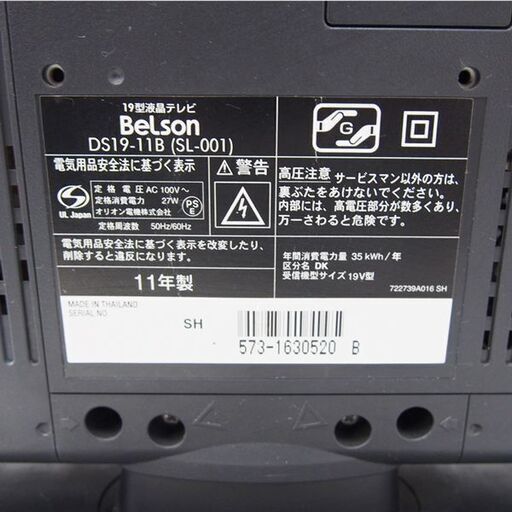 19型液晶テレビ
BeLson
DS19-11B (SL-001)
電気用品安全法に基づく表示
UL Japan
定格電圧 AC 100V~
定格消費電力 27W
オリオン電機株式会社
定格周波数 50Hz/60Hz
PS
E
電気用品安全法に基づく表示を改変したり、
削除すると違反になります。
11年製
⚠警告
G
高圧注意 サービスマン以外の方は、
裏ぶたをあけないでください。
内部には、高電圧部分が数多くあり、
万一さわると危険です。
年間消費電力量 35 kWh/年
区分名 DK
受信機型サイズ 19V型
722739A016 SH
MADE IN THAILAND
SERIAL NO.
SH
573-1630520 B